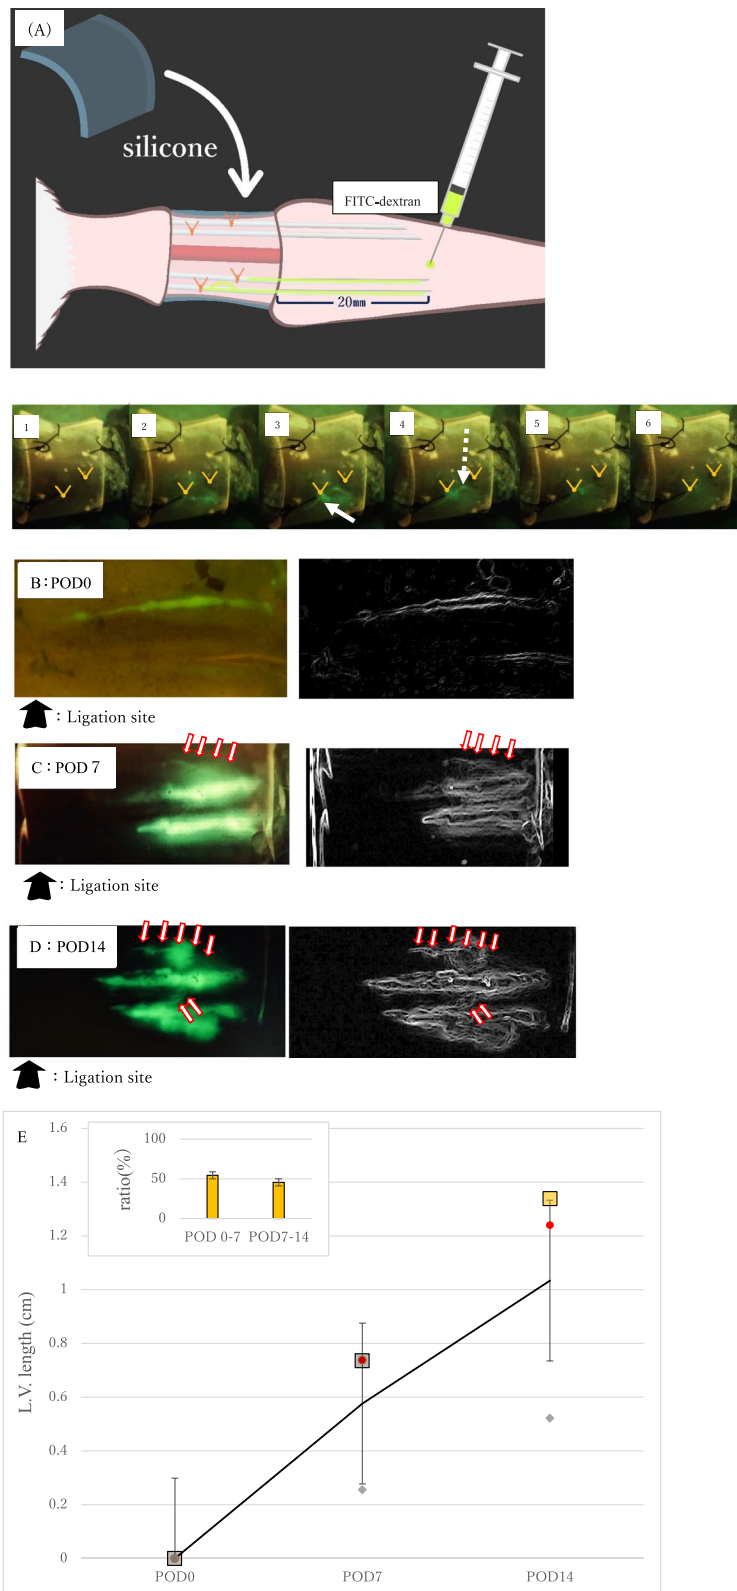 (A)
silicone
FITC-dextran
20mm
1 2 3 4 5 6
B：POD0
：Ligation site
C：POD 7
：Ligation site
D：POD14
：Ligation site
E
1.6
1.4
1.2
1
0.8
0.6
0.4
0.2
0
L.V. length (cm)
100
50
0
ratio(%)
POD 0-7 POD7-14
POD0 POD7 POD14